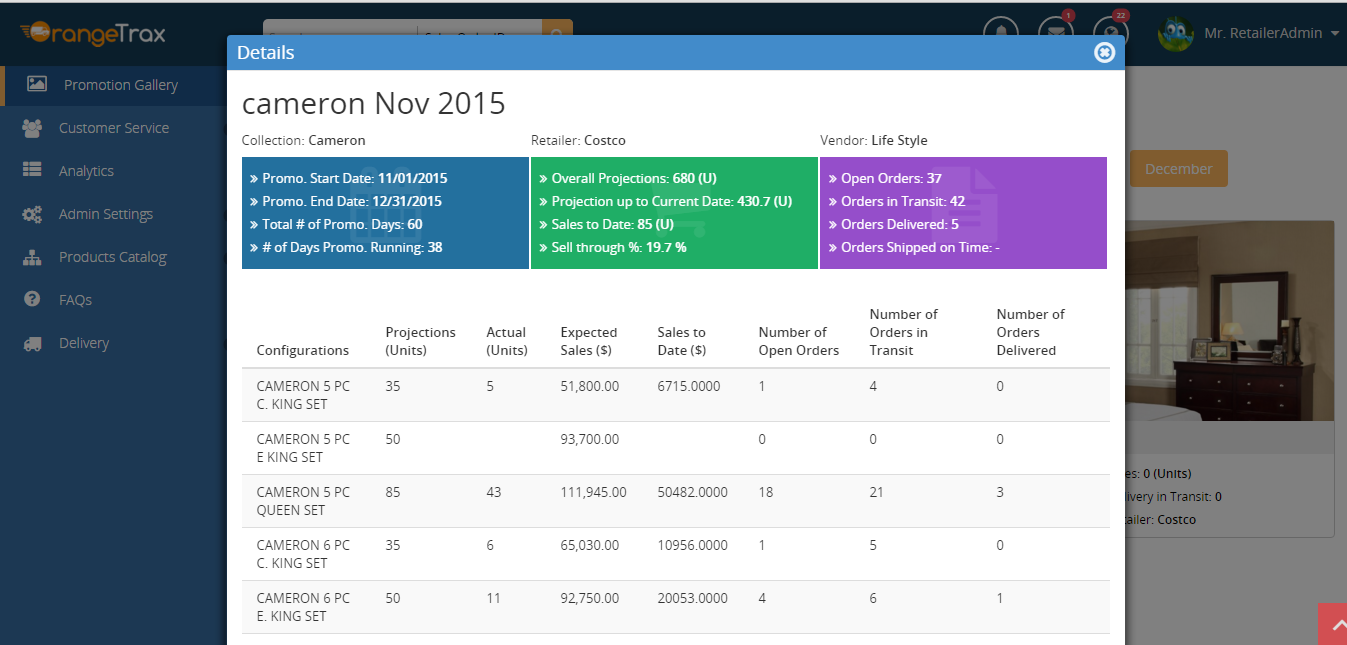 OrangeTrax
1
22
Mr. RetailerAdmin
Details
Promotion Gallery
Customer Service
Analytics
Admin Settings
Products Catalog
FAQs
Delivery
cameron Nov 2015
Collection: Cameron
Retailer: Costco
Vendor: Life Style
» Promo. Start Date: 11/01/2015
» Promo. End Date: 12/31/2015
» Total # of Promo. Days: 60
» # of Days Promo. Running: 38
» Overall Projections: 680 (U)
» Projection up to Current Date: 430.7 (U)
» Sales to Date: 85 (U)
» Sell through %: 19.7 %
» Open Orders: 37
» Orders in Transit: 42
» Orders Delivered: 5
» Orders Shipped on Time: -
December
Configurations
Projections
(Units)
Actual
(Units)
Expected
Sales ($)
Sales to
Date ($)
Number of
Open Orders
Number of
Orders in
Transit
Number of
Orders
Delivered
CAMERON 5 PC 35 5 51,800.00 6715.0000 1 4 0
C. KING SET
CAMERON 5 PC 50 93,700.00 0 0 0
E KING SET
CAMERON 5 PC 85 43 111,945.00 50482.0000 18 21 3
QUEEN SET
CAMERON 6 PC 35 6 65,030.00 10956.0000 1 5 0
C. KING SET
CAMERON 6 PC 50 11 92,750.00 20053.0000 4 6 1
E. KING SET
es: 0 (Units)
ivery in Transit: 0
ailer: Costco